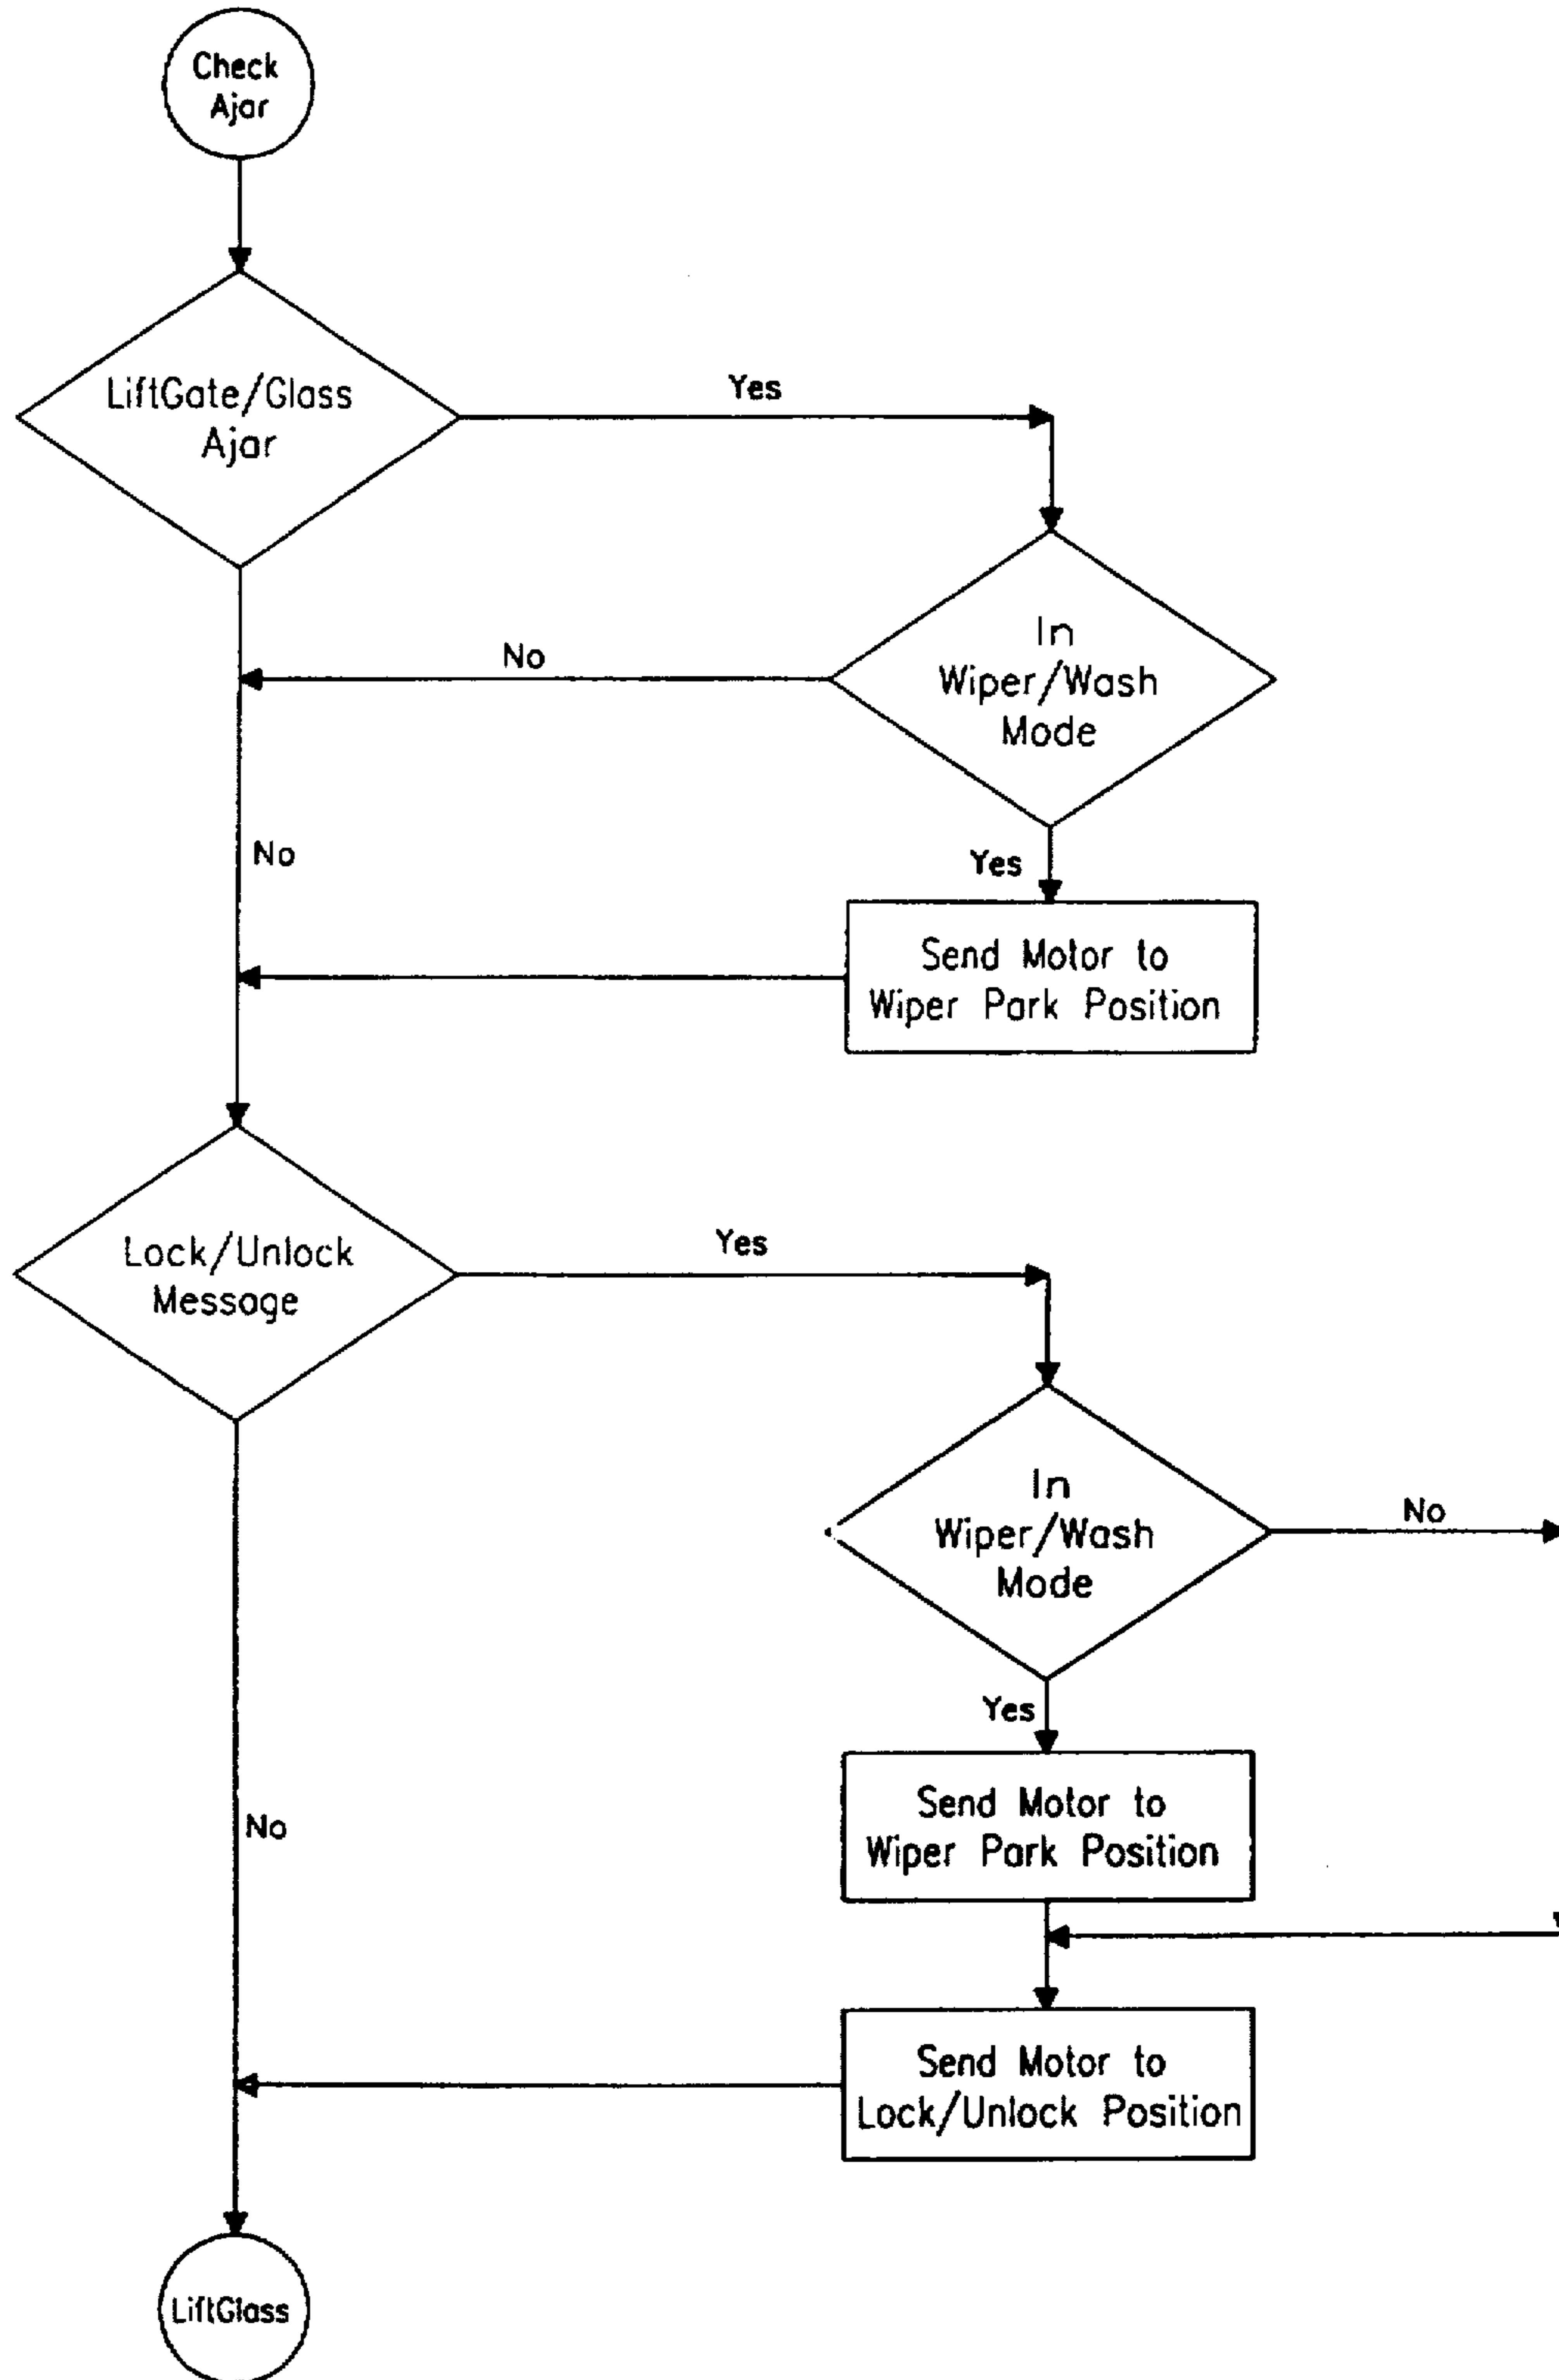 Check
Ajar
LiftGate/Glass
Ajar
Yes
In
Wiper/Wash
Mode
No
No
Yes
Send Motor to
Wiper Park Position
Lock/Unlock
Message
Yes
In
Wiper/Wash
Mode
No
Yes
Send Motor to
Wiper Park Position
No
Send Motor to
Lock/Unlock Position
LiftGlass